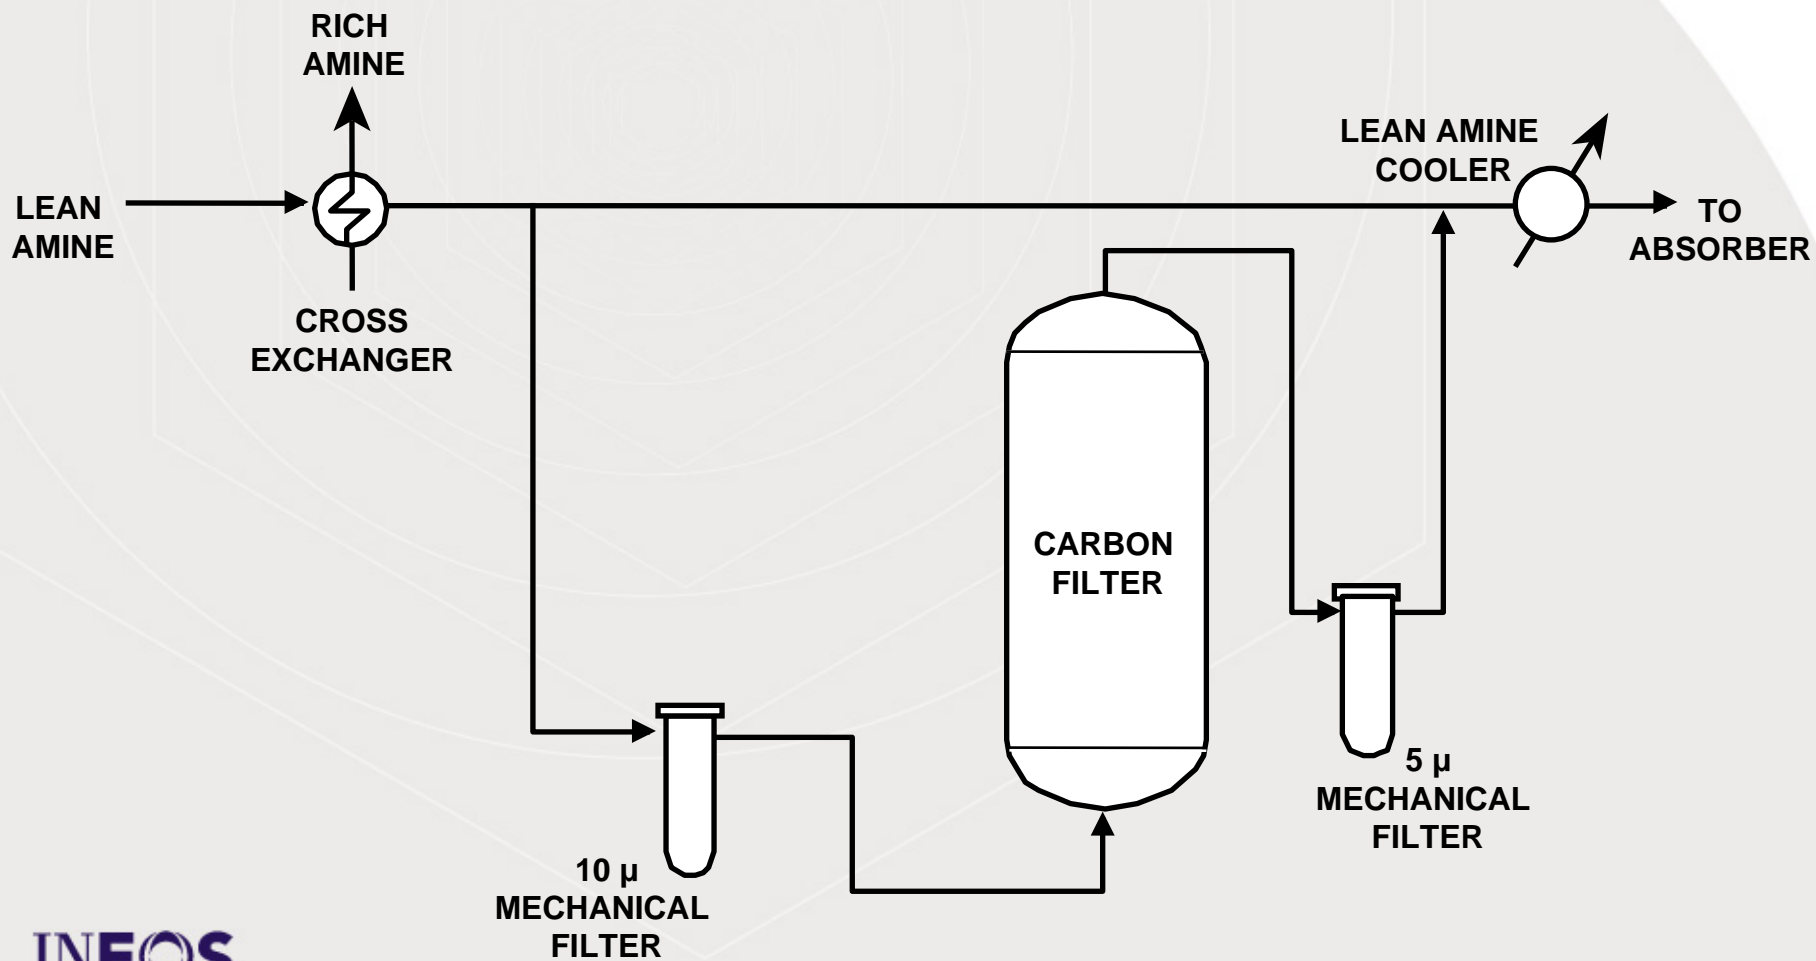 RICH
AMINE
LEAN AMINE
COOLER
LEAN
AMINE
TO
ABSORBER
CROSS
EXCHANGER
CARBON
FILTER
5 µ
MECHANICAL
FILTER
10 µ
MECHANICAL
FILTER
INEOS